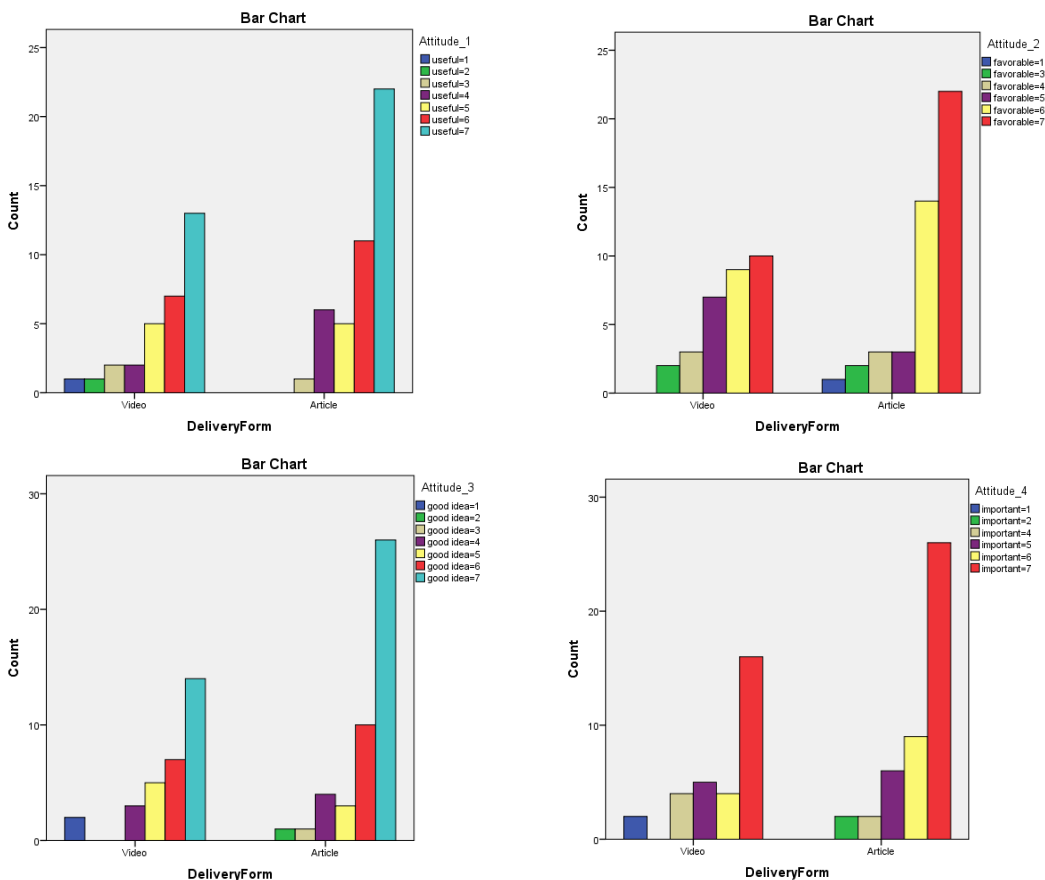 Bar Chart
Attitude_1
useful=1
useful=2
useful=3
useful=4
useful=5
useful=6
useful=7
25
20
15
10
5
0
Count
Video
Article
DeliveryForm
Bar Chart
Attitude_2
favorable=1
favorable=3
favorable=4
favorable=5
favorable=6
favorable=7
25
20
15
10
5
0
Count
Video
Article
DeliveryForm
Bar Chart
Attitude_3
good idea=1
good idea=2
good idea=3
good idea=4
good idea=5
good idea=6
good idea=7
30
20
10
0
Count
Video
Article
DeliveryForm
Bar Chart
Attitude_4
important=1
important=2
important=4
important=5
important=6
important=7
30
20
10
0
Count
Video
Article
DeliveryForm